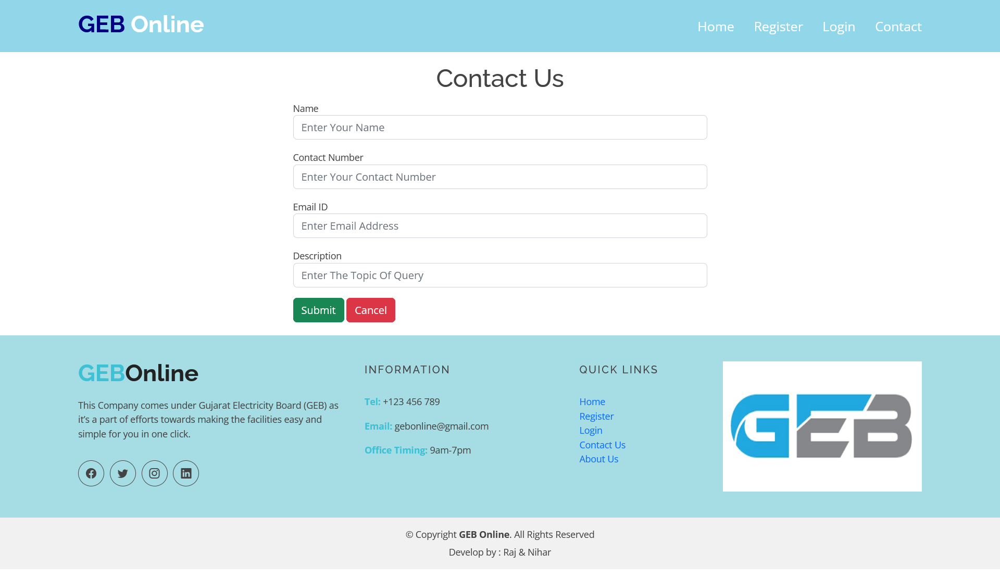 GEB Online
Home Register Login Contact
Contact Us
Name
Enter Your Name
Contact Number
Enter Your Contact Number
Email ID
Enter Email Address
Description
Enter The Topic Of Query
Submit Cancel
GEBOnline
This Company comes under Gujarat Electricity Board (GEB) as
it’s a part of efforts towards making the facilities easy and
simple for you in one click.
INFORMATION
Tel: +123 456 789
Email: gebonline@gmail.com
Office Timing: 9am-7pm
QUICK LINKS
Home
Register
Login
Contact Us
About Us
GEB
© Copyright GEB Online. All Rights Reserved
Develop by : Raj & Nihar